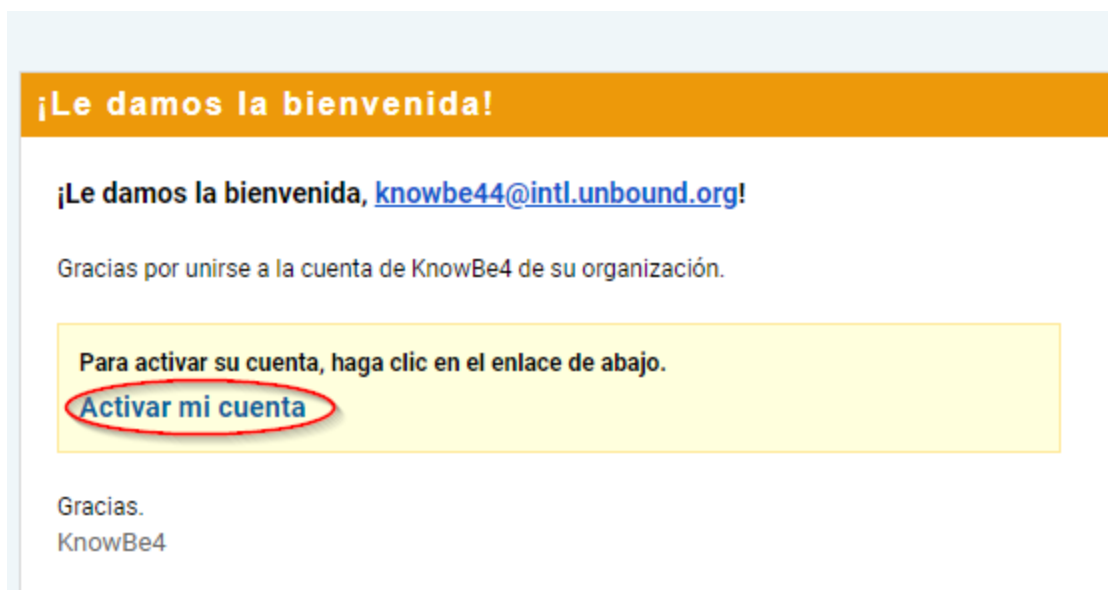 ¡Le damos la bienvenida!
¡Le damos la bienvenida, knowbe44@intl.unbound.org!
Gracias por unirse a la cuenta de KnowBe4 de su organización.
Para activar su cuenta, haga clic en el enlace de abajo.
Activar mi cuenta
Gracias.
KnowBe4